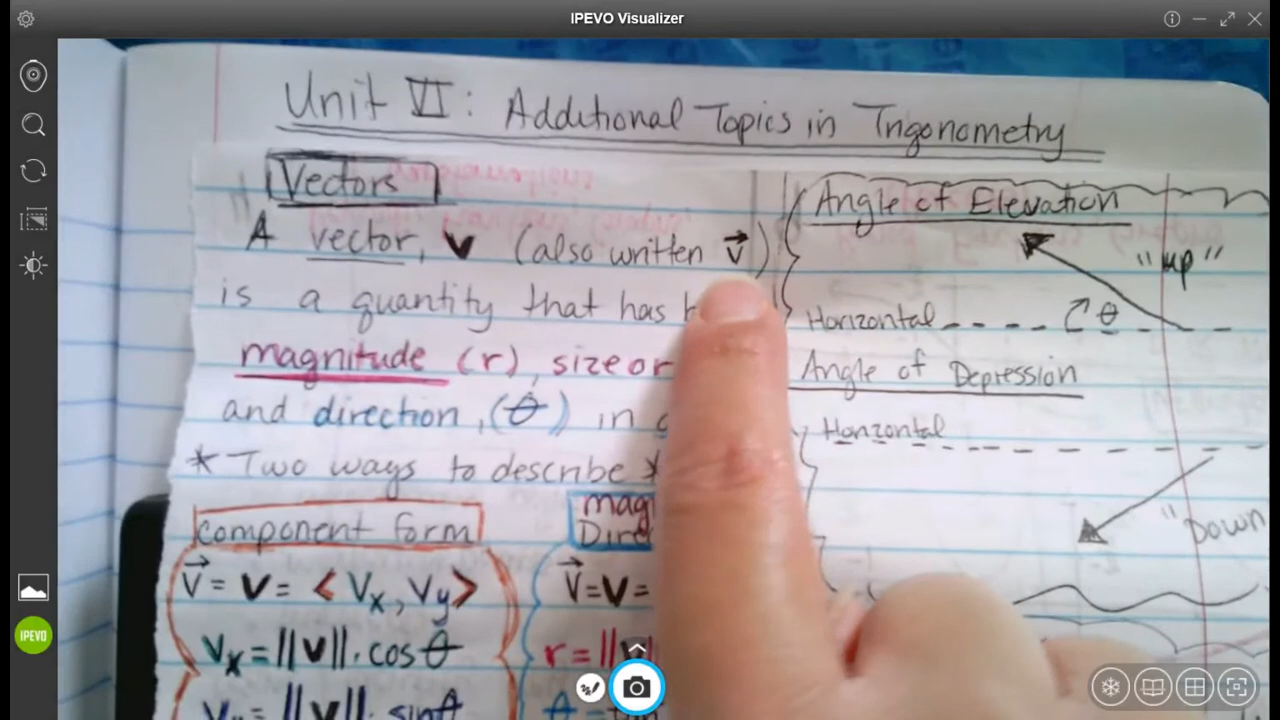 IPEVO Visualizer
Unit VI: Additional Topics in Trigonometry
Vectors
A vector, v (also written v⃗)
is a quantity that has
magnitude (r), size or
and direction, (θ) in
* Two ways to describe *
component form
v⃗ = v = < Vx, Vy >
Vx = ||v|| · cosθ
= ||v|| · sinθ
v⃗ = v =
r = ||v||
Angle of Elevation
"up"
Horizontal
θ
Angle of Depression
Horizontal
"Down
IPEVO